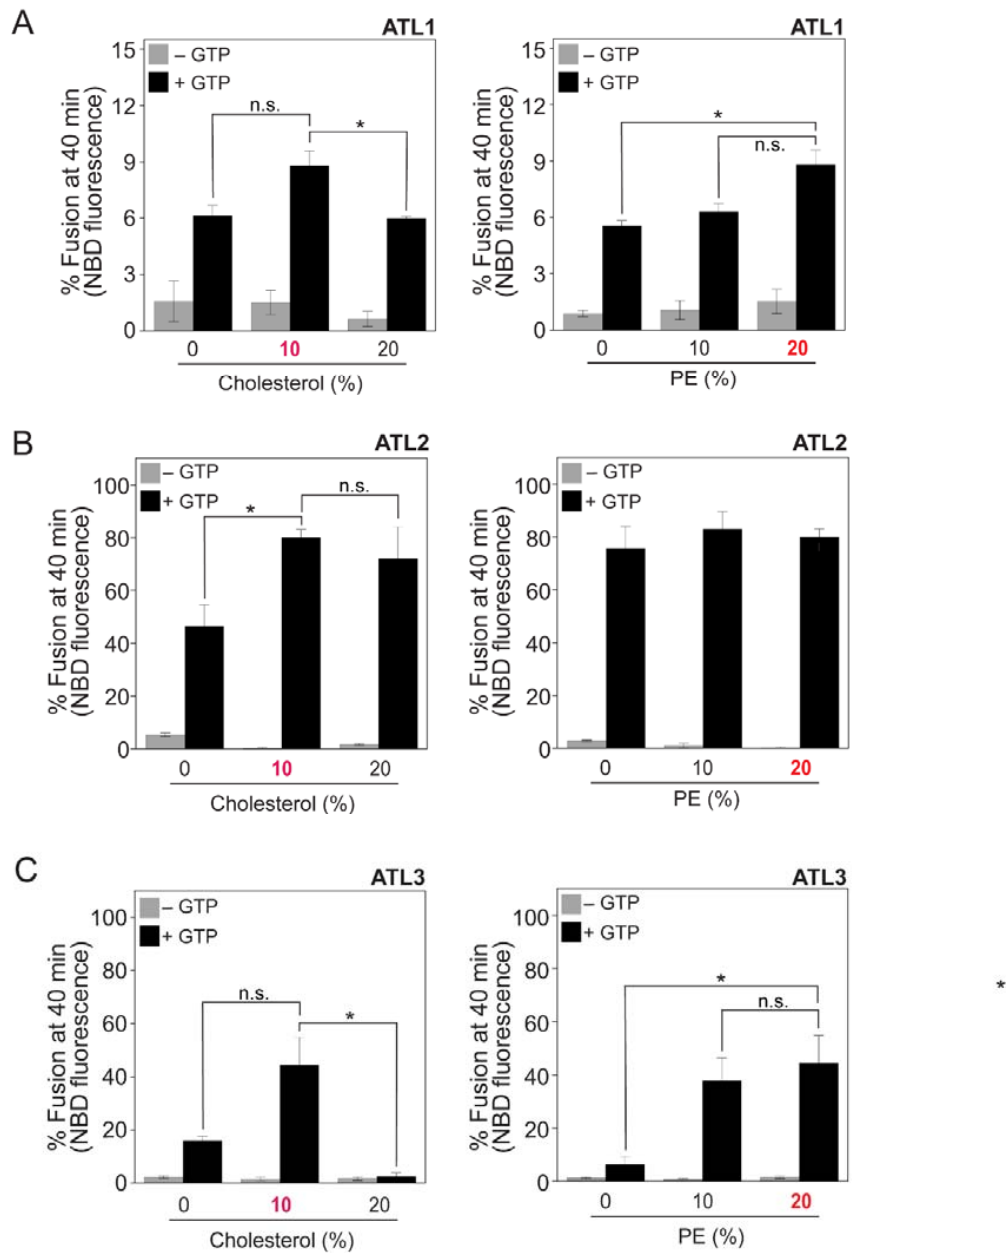 A
ATL1
15
12
9
6
3
0
% Fusion at 40 min
(NBD fluorescence)
– GTP
+ GTP
n.s.
*
0 10 20
Cholesterol (%)
ATL1
15
12
9
6
3
0
% Fusion at 40 min
(NBD fluorescence)
– GTP
+ GTP
*
n.s.
0 10 20
PE (%)
B
ATL2
100
80
60
40
20
0
% Fusion at 40 min
(NBD fluorescence)
– GTP
+ GTP
n.s.
*
0 10 20
Cholesterol (%)
ATL2
100
80
60
40
20
0
% Fusion at 40 min
(NBD fluorescence)
– GTP
+ GTP
0 10 20
PE (%)
C
ATL3
100
80
60
40
20
0
% Fusion at 40 min
(NBD fluorescence)
– GTP
+ GTP
n.s.
*
0 10 20
Cholesterol (%)
ATL3
100
80
60
40
20
0
% Fusion at 40 min
(NBD fluorescence)
– GTP
+ GTP
*
n.s.
0 10 20
PE (%)
*